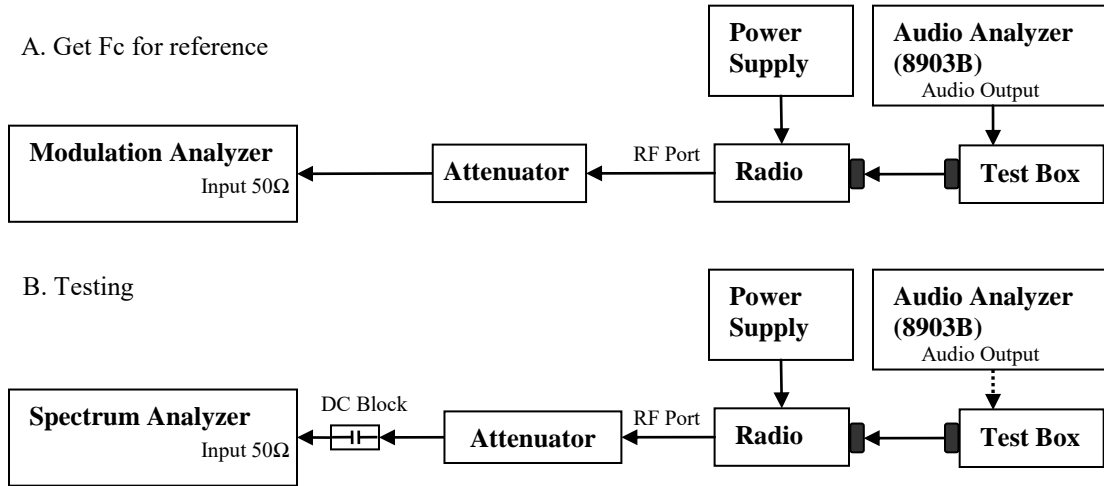 A. Get Fc for reference
Power
Supply
Audio Analyzer
(8903B)
Audio Output
Modulation Analyzer
Input 50Ω
Attenuator
RF Port
Radio
Test Box
B. Testing
Power
Supply
Audio Analyzer
(8903B)
Audio Output
Spectrum Analyzer
Input 50Ω
DC Block
Attenuator
RF Port
Radio
Test Box